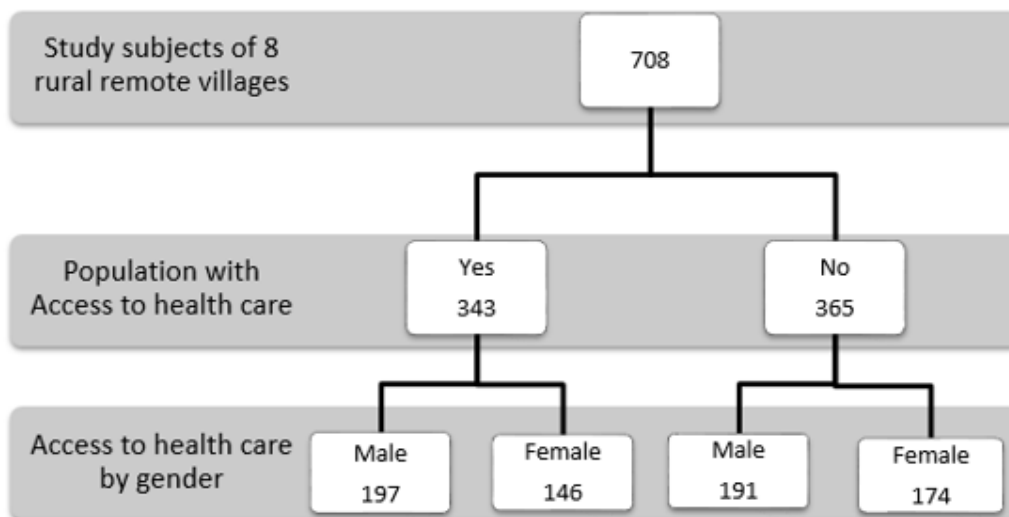 Study subjects of 8
rural remote villages
708
Population with
Access to health care
Yes
343
No
365
Access to health care
by gender
Male
197
Female
146
Male
191
Female
174